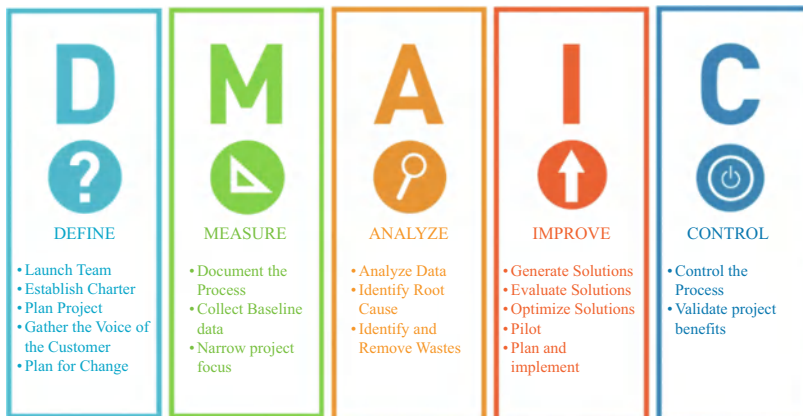 D
DEFINE
• Launch Team
• Establish Charter
• Plan Project
• Gather the Voice of
the Customer
• Plan for Change
M
MEASURE
• Document the
Process
• Collect Baseline
data
• Narrow project
focus
A
ANALYZE
• Analyze Data
• Identify Root
Cause
• Identify and
Remove Wastes
I
IMPROVE
• Generate Solutions
• Evaluate Solutions
• Optimize Solutions
• Pilot
• Plan and
implement
C
CONTROL
• Control the
Process
• Validate project
benefits